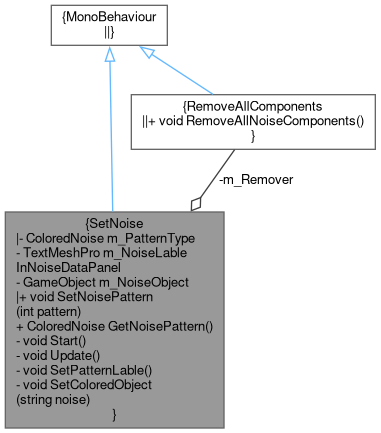 {MonoBehaviour
||}
{RemoveAllComponents
||+ void RemoveAllNoiseComponents()
}
-m_Remover
{SetNoise
|- ColoredNoise m_PatternType
- TextMeshPro m_NoiseLable
InNoiseDataPanel
- GameObject m_NoiseObject
|+ void SetNoisePattern
(int pattern)
+ ColoredNoise GetNoisePattern()
- void Start()
- void Update()
- void SetPatternLable()
- void SetColoredObject
(string noise)
}